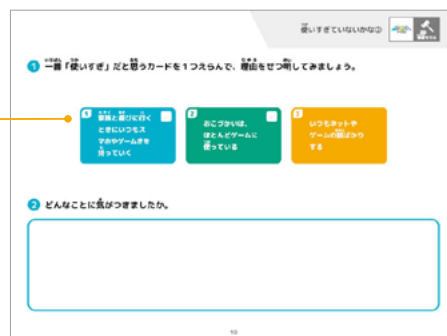 使いすぎていないかな②
1 一番「使いすぎ」だと思うカードを1つえらんで、理由をせつ明してみましょう。
1 家族と遊びに行く
ときにいつもス
マホやゲームきを
持っていく
2 おこづかいは、
ほとんどゲームに
使っている
3 いつもネットや
ゲームの話ばかり
する
2 どんなことに気がつきましたか。